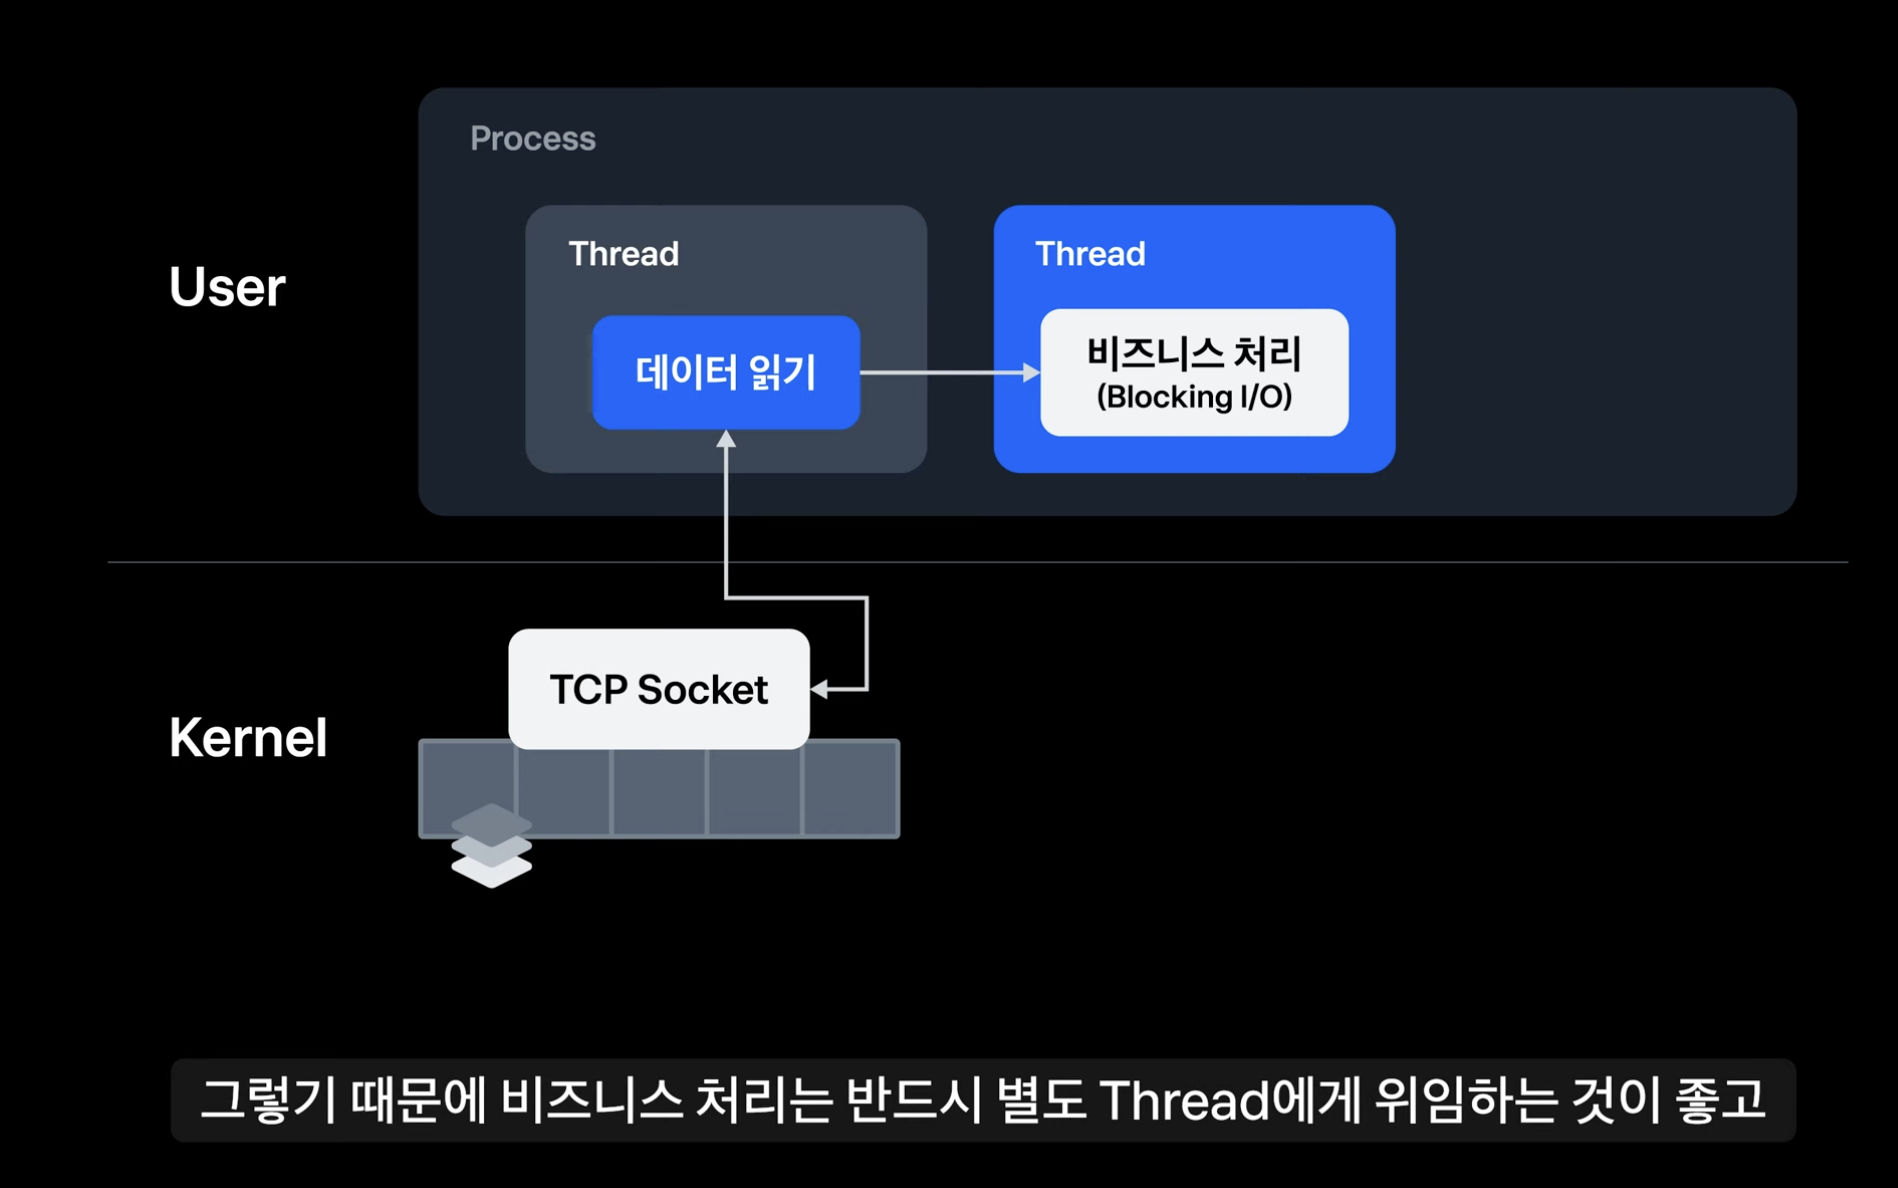 Process
User
Thread
데이터 읽기
Thread
비즈니스 처리
(Blocking I/O)
Kernel
TCP Socket
그렇기 때문에 비즈니스 처리는 반드시 별도 Thread에게 위임하는 것이 좋고